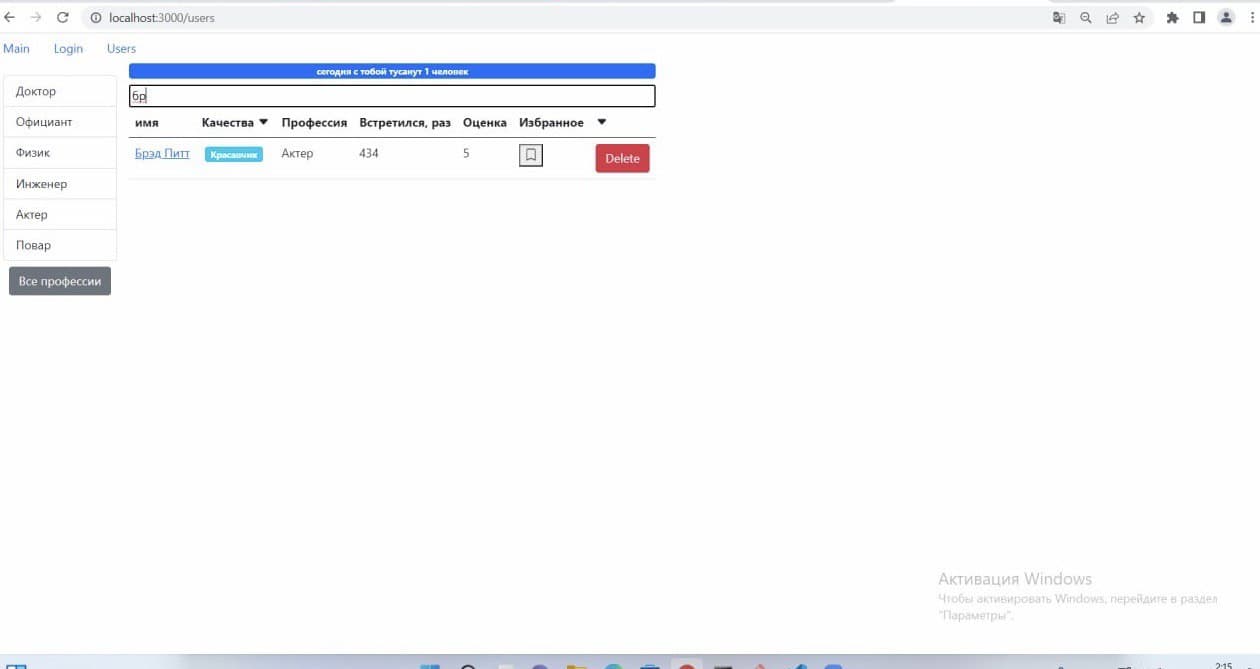 localhost:3000/users
Main Login Users
сегодня с тобой тусанут 1 человек
бр
Доктор
Официант
Физик
Инженер
Актер
Повар
Все профессии
имя Качества Профессия Встретился, раз Оценка Избранное
Брэд Питт Красавчик Актер 434 5 Delete
Активация Windows
Чтобы активировать Windows, перейдите в раздел
"Параметры".
2:15